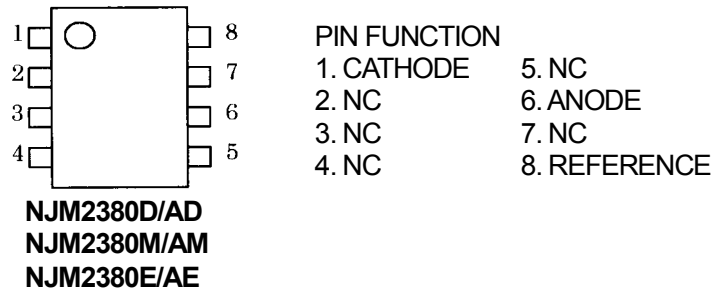 1 8 PIN FUNCTION
2 7 1. CATHODE 5. NC
3 6 2. NC 6. ANODE
4 5 3. NC 7. NC
4. NC 8. REFERENCE
NJM2380D/AD
NJM2380M/AM
NJM2380E/AE